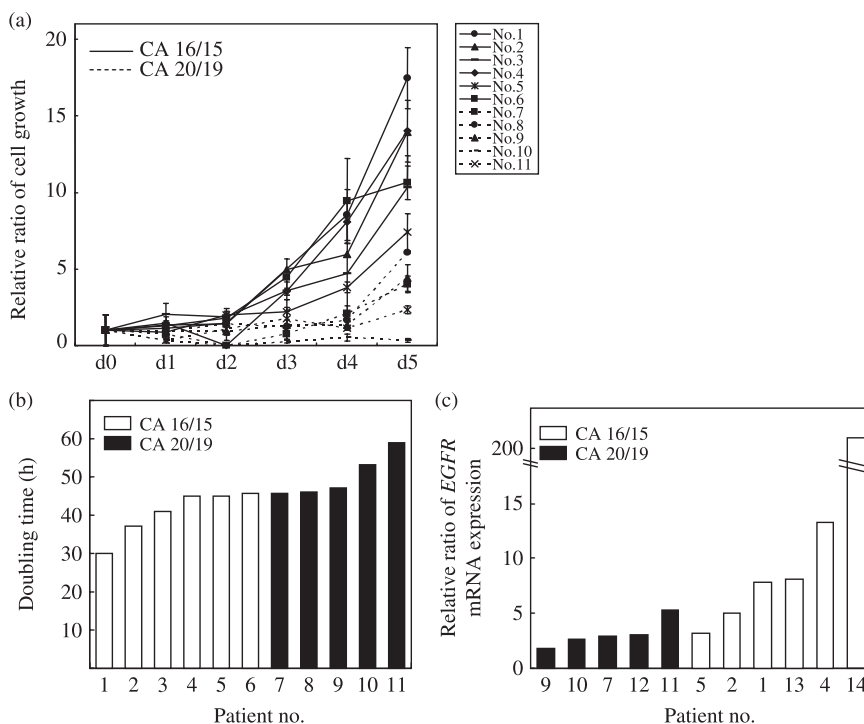 (a)
20
15
10
5
0
Relative ratio of cell growth
CA 16/15
CA 20/19
d0 d1 d2 d3 d4 d5
No.1
No.2
No.3
No.4
No.5
No.6
No.7
No.8
No.9
No.10
No.11
(b)
CA 16/15
CA 20/19
60
50
40
30
20
10
Doubling time (h)
1 2 3 4 5 6 7 8 9 10 11
Patient no.
(c)
CA 16/15
CA 20/19
200
15
10
5
0
Relative ratio of EGFR
mRNA expression
9 10 7 12 11 5 2 1 13 4 14
Patient no.